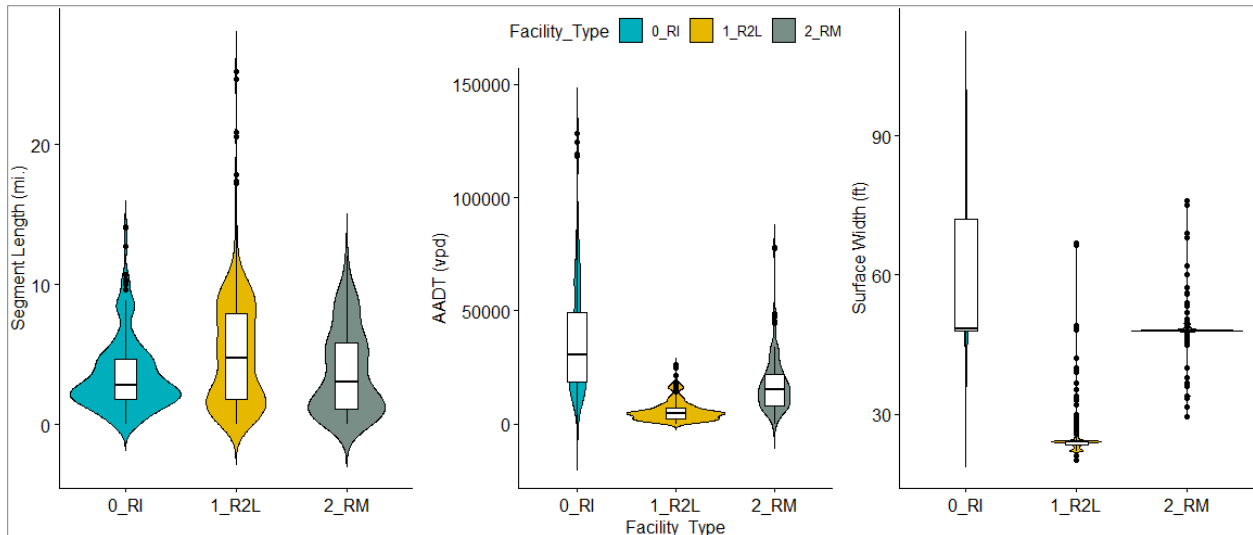 Facility_Type 0_RI 1_R2L 2_RM
Segment Length (mi.)
20
10
0
0_RI 1_R2L 2_RM
AADT (vpd)
150000
100000
50000
0
0_RI 1_R2L 2_RM
Facility_Type
Surface Width (ft)
90
60
30
0_RI 1_R2L 2_RM